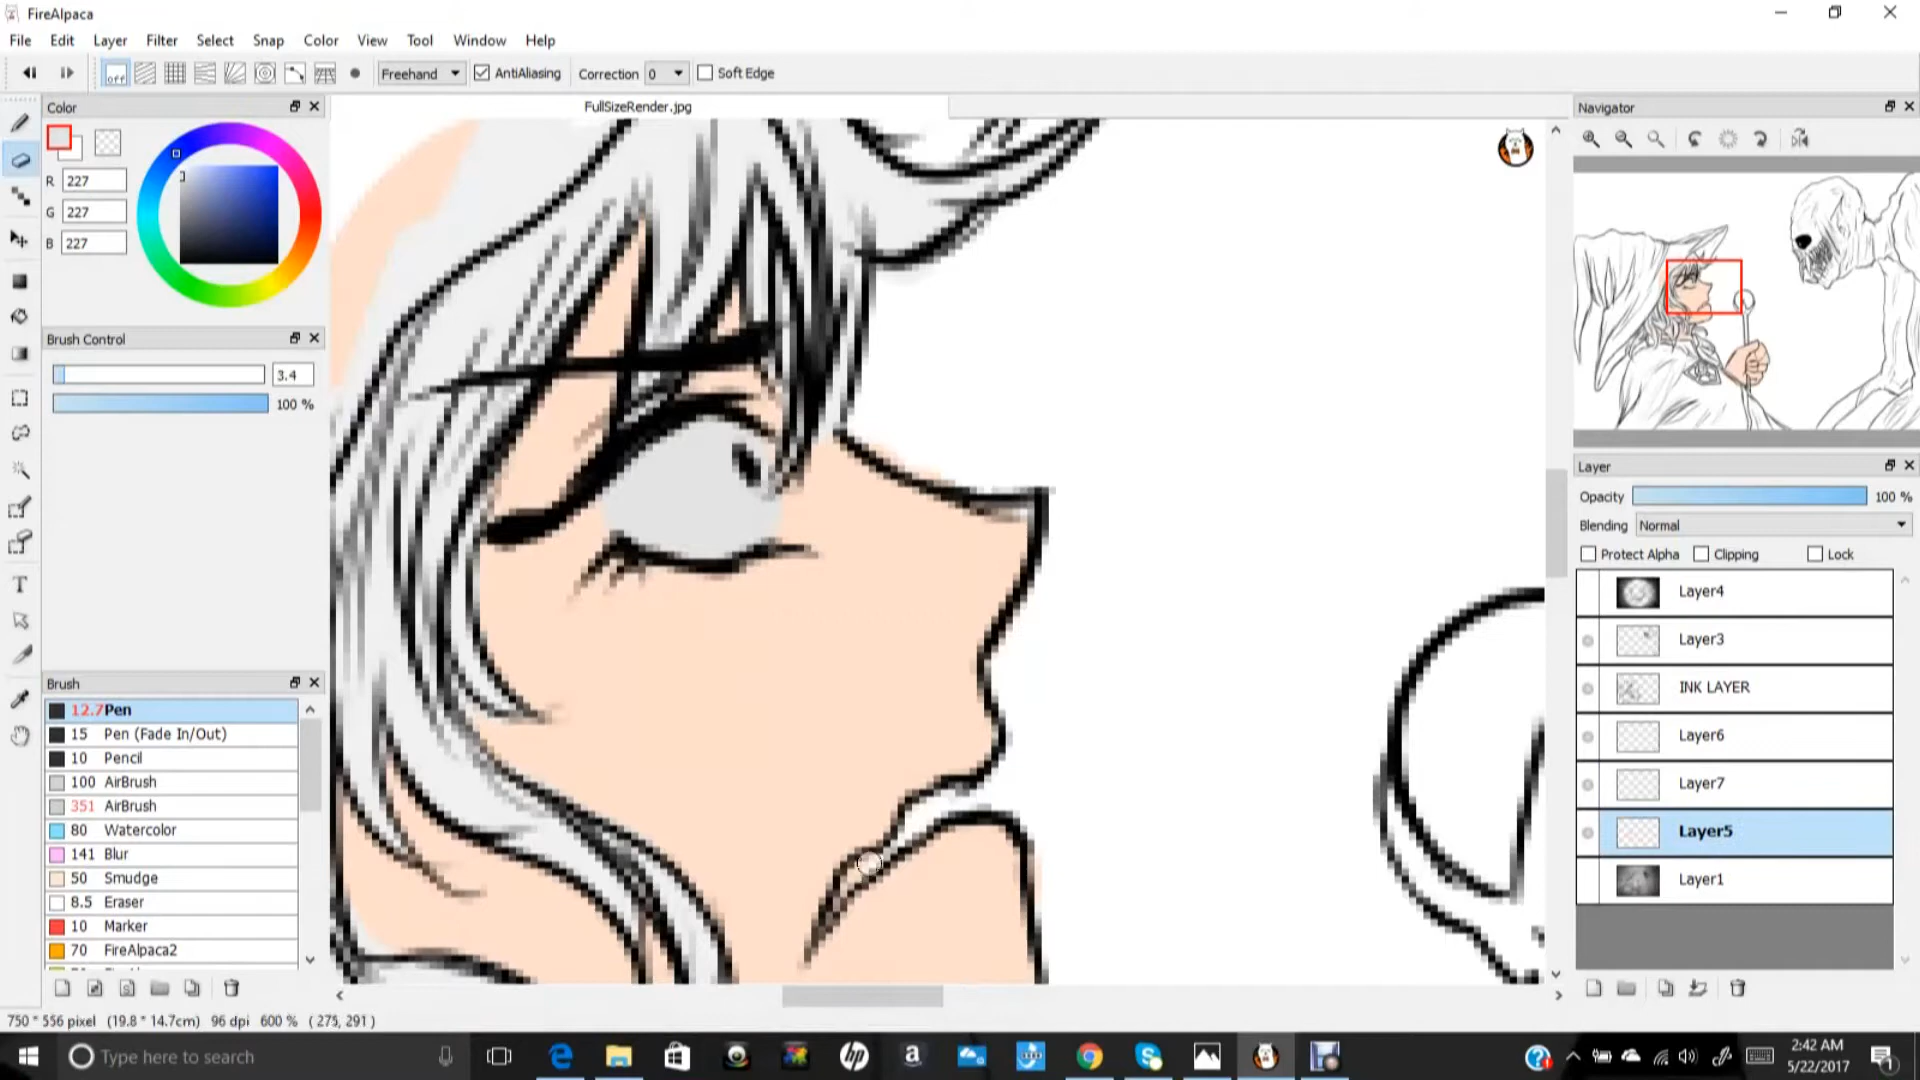 FireAlpaca
File Edit Layer Filter Select Snap Color View Tool Window Help
off Freehand AntiAliasing Correction 0 Soft Edge
Color
R 227
G 227
B 227
Brush Control
3.4
100 %
Brush
12.7 Pen
15 Pen (Fade In/Out)
10 Pencil
100 AirBrush
351 AirBrush
80 Watercolor
141 Blur
50 Smudge
8.5 Eraser
10 Marker
70 FireAlpaca2
FullSizeRender.jpg
Navigator
Layer
Opacity 100 %
Blending Normal
Protect Alpha Clipping Lock
Layer4
Layer3
INK LAYER
Layer6
Layer7
Layer5
Layer1
750 * 556 pixel (19.8 * 14.7cm) 96 dpi 600 % ( 275, 291 )
Type here to search
2:42 AM
5/22/2017